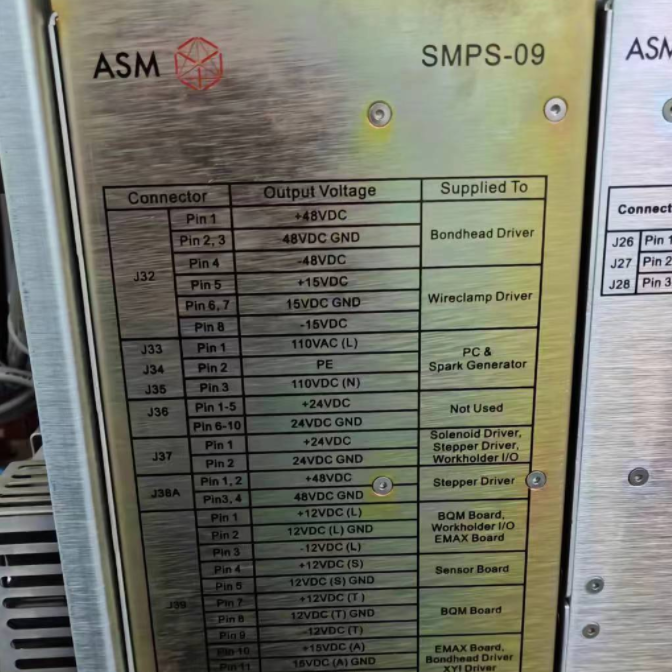 ASM
SMPS-09
ASM
Connector Output Voltage Supplied To
J32 Pin 1 +48VDC Bondhead Driver
Pin 2, 3 48VDC GND
Pin 4 -48VDC
Pin 5 +15VDC Wireclamp Driver
Pin 6, 7 15VDC GND
Pin 8 -15VDC
J33 Pin 1 110VAC (L) PC &
J34 Pin 2 PE Spark Generator
J35 Pin 3 110VDC (N)
J36 Pin 1-5 +24VDC Not Used
Pin 6-10 24VDC GND
J37 Pin 1 +24VDC Solenoid Driver,
Stepper Driver,
Pin 2 24VDC GND Workholder I/O
J38A Pin 1, 2 +48VDC Stepper Driver
Pin3, 4 48VDC GND
J39 Pin 1 +12VDC (L) BQM Board,
Pin 2 12VDC (L) GND Workholder I/O
Pin 3 -12VDC (L) EMAX Board
Pin 4 +12VDC (S) Sensor Board
Pin 5 12VDC (S) GND
Pin 7 +12VDC (T) BQM Board
Pin 8 12VDC (T) GND
Pin 9 -12VDC (T)
Pin 10 +15VDC (A) EMAX Board,
Pin 11 15VDC (A) GND Bondhead Driver
XYI Driver
Connect
J26 Pin 1
J27 Pin 2
J28 Pin 3